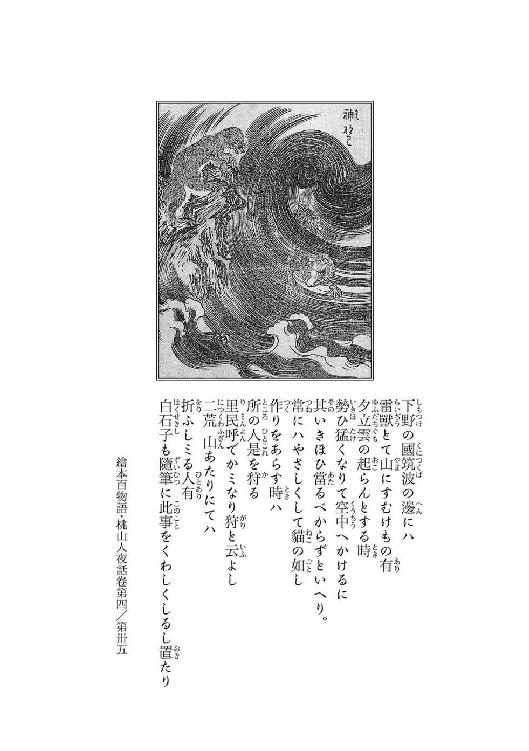 下野の國筑波の邊にハ
雷獸とて山にすむけもの有
夕立雲の起らんとする時
勢ひ猛くなりて空中へかけるに
其いきほひ當るべからずといへり。
常にハやさしくして貓の如し
作りをあらす時ハ
所の人是を狩る
里民呼でかミなり狩と云よし
二荒山あたりにてハ
折ふしミる人有
白石子も隨筆に此事をくわしくしるし置たり
繪本百物語・桃山人夜話卷第四／第卅五